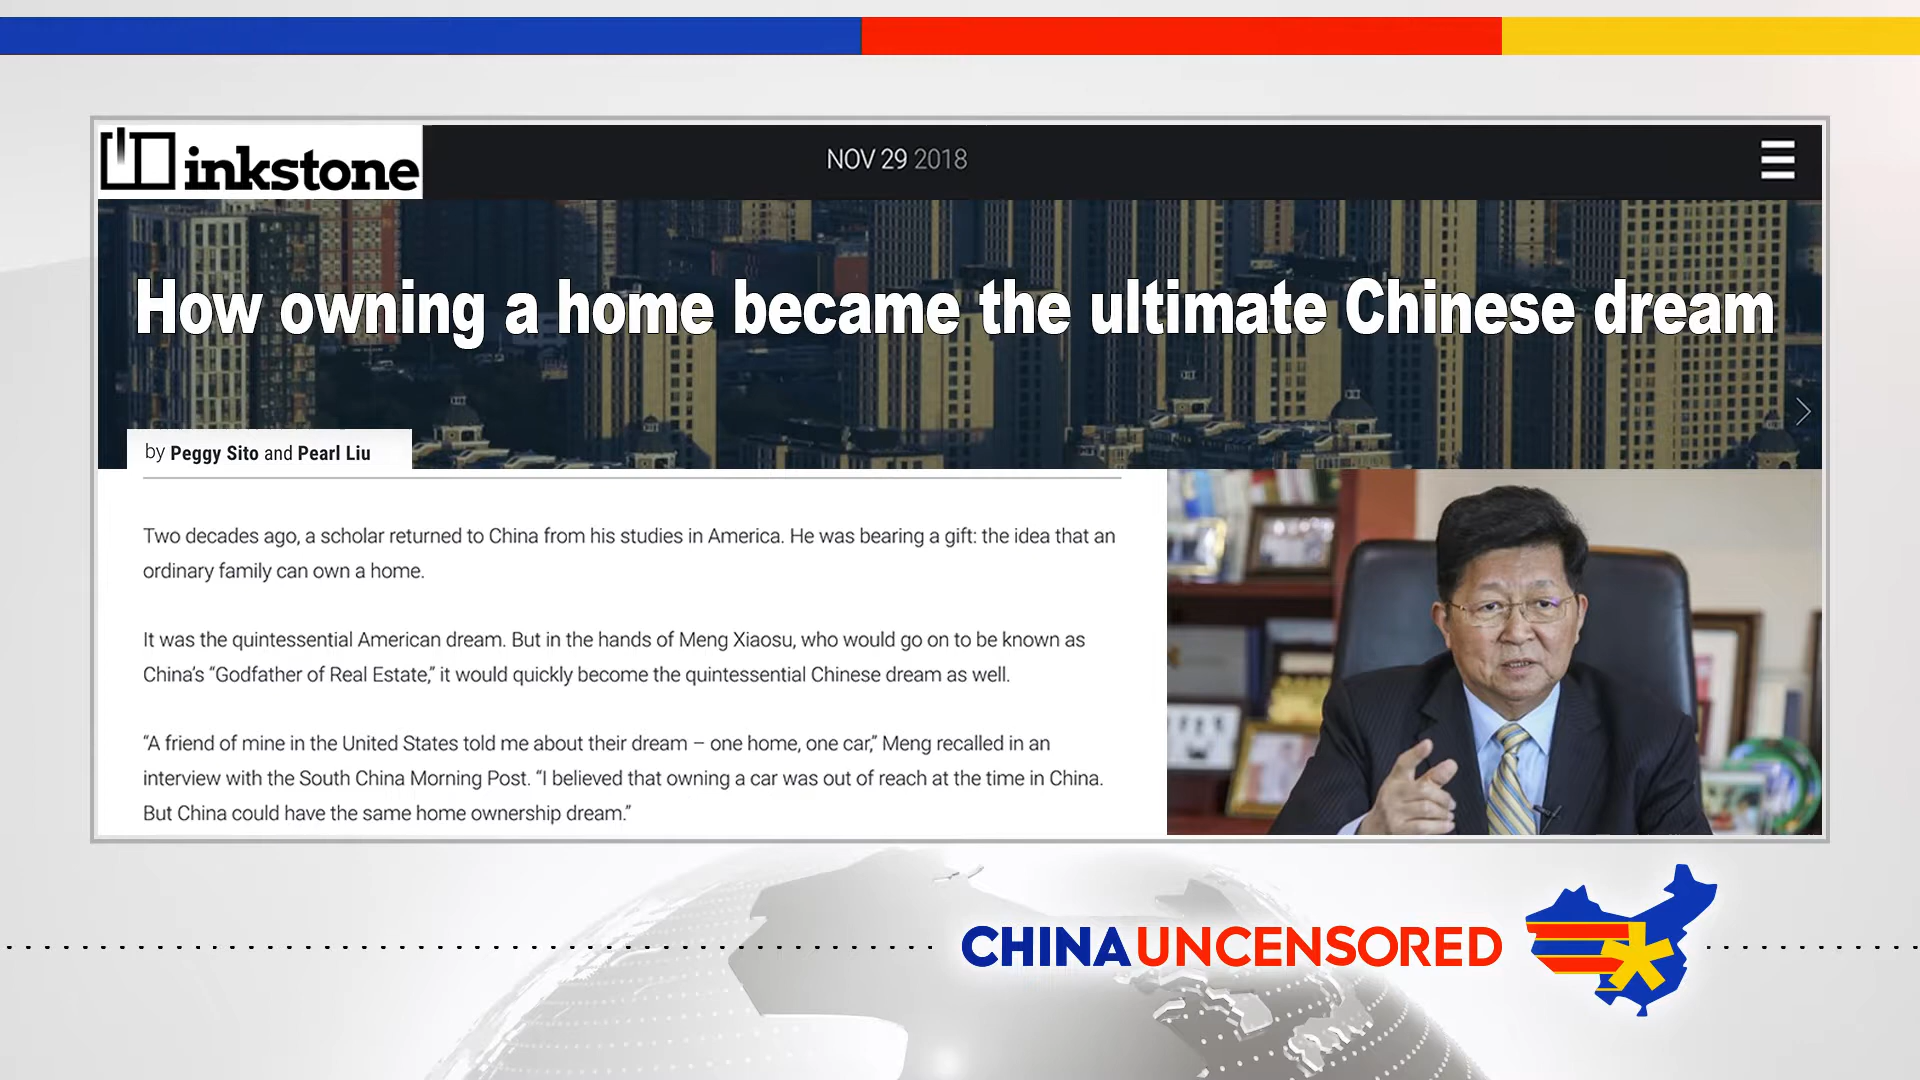 inkstone
NOV 29 2018
How owning a home became the ultimate Chinese dream
by Peggy Sito and Pearl Liu
Two decades ago, a scholar returned to China from his studies in America. He was bearing a gift: the idea that an
ordinary family can own a home.
It was the quintessential American dream. But in the hands of Meng Xiaosu, who would go on to be known as
China’s “Godfather of Real Estate,” it would quickly become the quintessential Chinese dream as well.
“A friend of mine in the United States told me about their dream – one home, one car,” Meng recalled in an
interview with the South China Morning Post. “I believed that owning a car was out of reach at the time in China.
But China could have the same home ownership dream.”
CHINAUNCENSORED